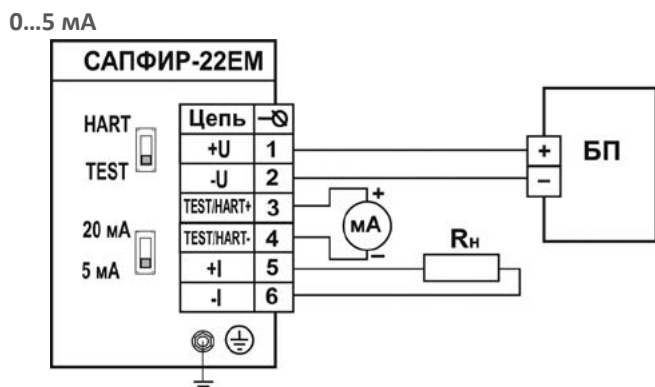 0...5 мА
САПФИР-22ЕМ
HART
TEST
20 мА
5 мА
Цепь
+U 1
-U 2
TEST/HART+ 3
TEST/HART- 4
+I 5
-I 6
+
мА
−
Rн
+
−
БП